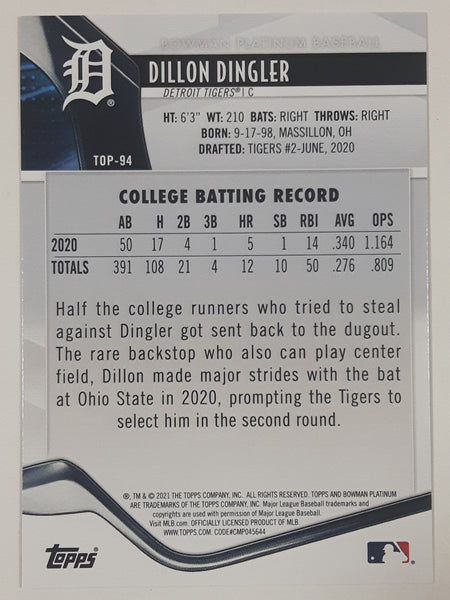 BOWMAN PLATINUM BASEBALL
DILLON DINGLER
DETROIT TIGERS® | C
HT: 6'3" WT: 210 BATS: RIGHT THROWS: RIGHT
BORN: 9-17-98, MASSILLON, OH
DRAFTED: TIGERS #2-JUNE, 2020
TOP-94
COLLEGE BATTING RECORD
AB H 2B 3B HR SB RBI AVG OPS
2020 50 17 4 1 5 1 14 .340 1.164
TOTALS 391 108 21 4 12 10 50 .276 .809
Half the college runners who tried to steal
against Dingler got sent back to the dugout.
The rare backstop who also can play center
field, Dillon made major strides with the bat
at Ohio State in 2020, prompting the Tigers to
select him in the second round.
®, TM & © 2021 THE TOPPS COMPANY, INC. ALL RIGHTS RESERVED. TOPPS AND BOWMAN PLATINUM
ARE TRADEMARKS OF THE TOPPS COMPANY, INC. Major League Baseball trademarks and
copyrights are used with permission of Major League Baseball.
Visit MLB.com. OFFICIALLY LICENSED PRODUCT OF MLB.
WWW.TOPPS.COM. CODE#CMP045644
topps